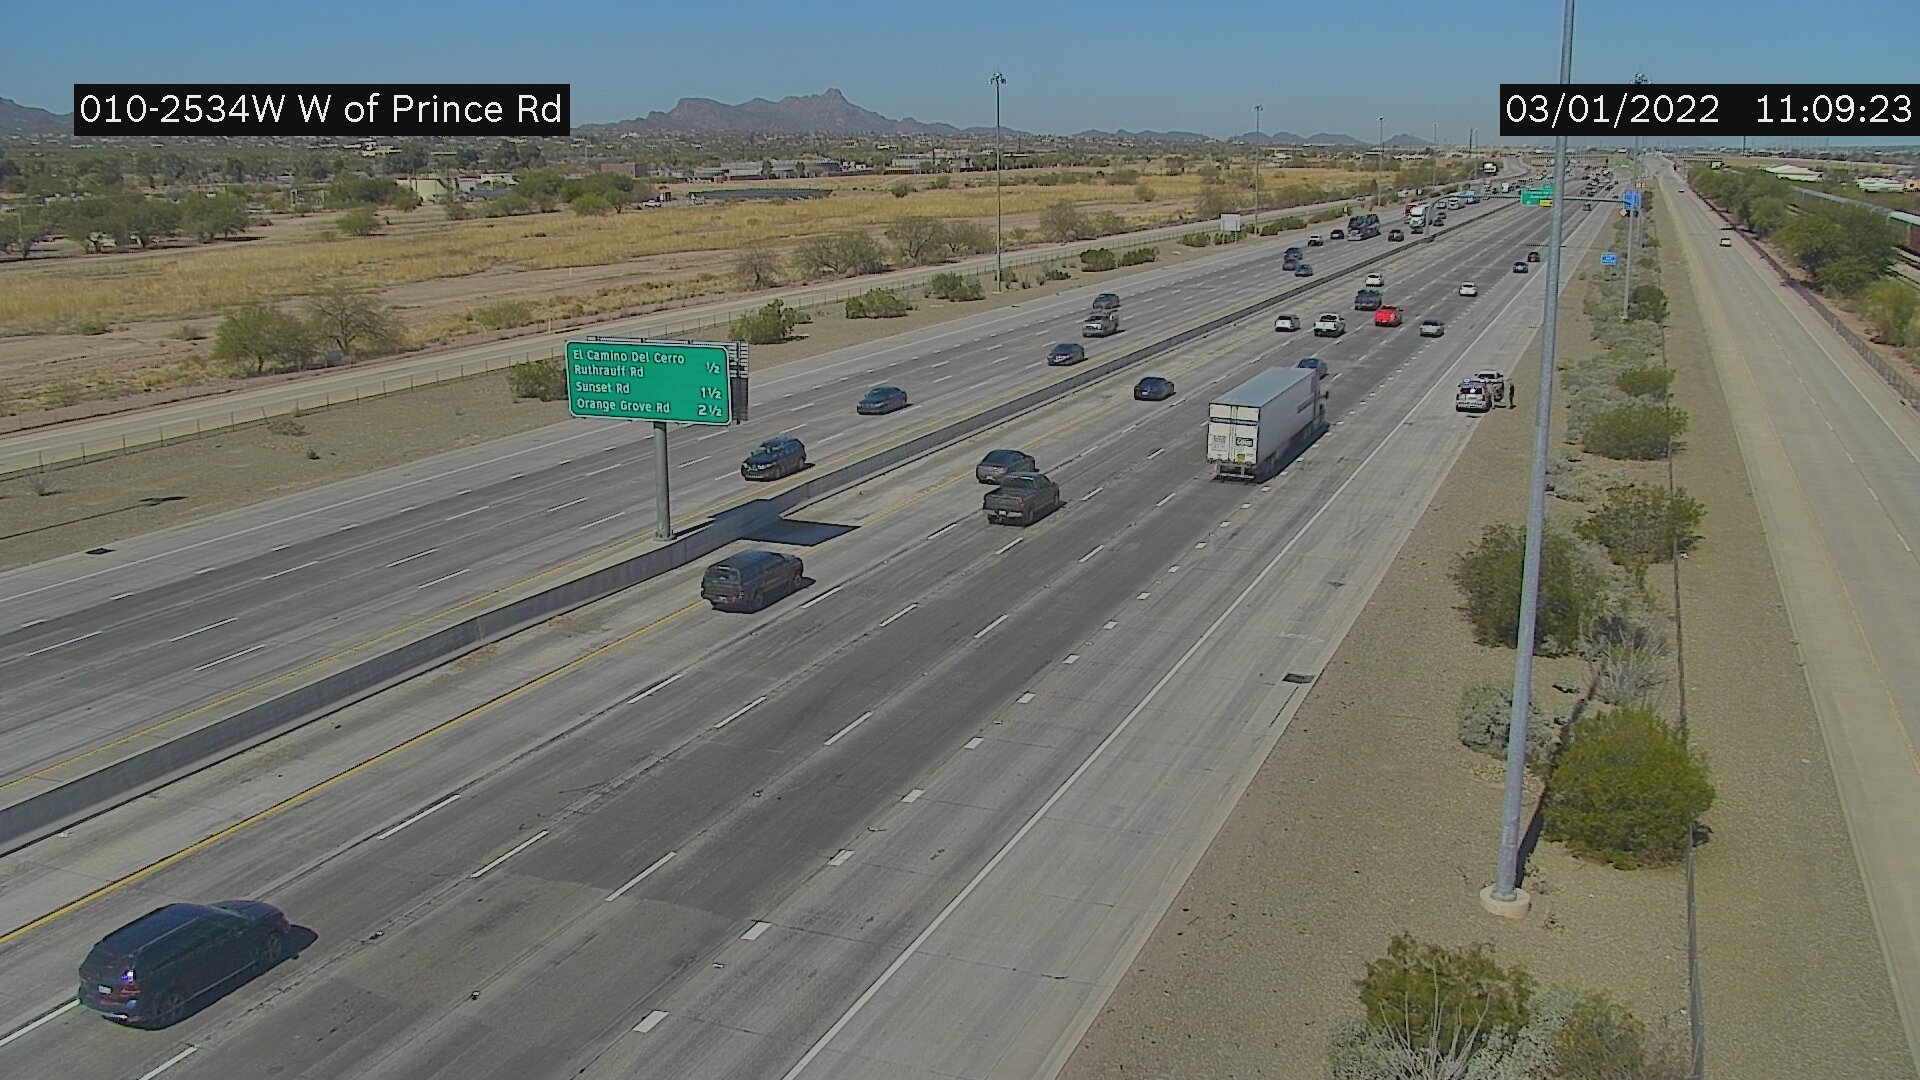 010-2534W W of Prince Rd
03/01/2022 11:09:23
El Camino Del Cerro
Ruthrauff Rd ½
Sunset Rd 1½
Orange Grove Rd 2½